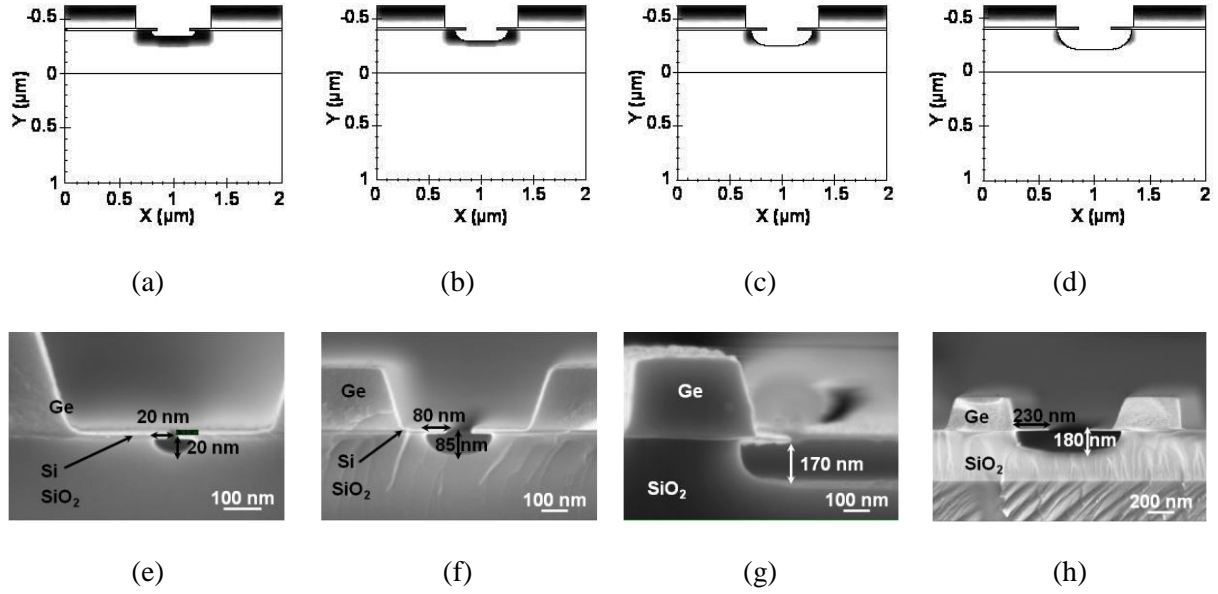 -0.5
0
0.5
1
Y (µm)
0 0.5 1 1.5 2
X (µm)
-0.5
0
0.5
1
Y (µm)
0 0.5 1 1.5 2
X (µm)
-0.5
0
0.5
1
Y (µm)
0 0.5 1 1.5 2
X (µm)
-0.5
0
0.5
1
Y (µm)
0 0.5 1 1.5 2
X (µm)
(a) (b) (c) (d)
Ge
20 nm
20 nm
Si
SiO2
100 nm
Ge
80 nm
85 nm
Si
SiO2
100 nm
Ge
170 nm
SiO2
100 nm
Ge
230 nm
180 nm
SiO2
200 nm
(e) (f) (g) (h)